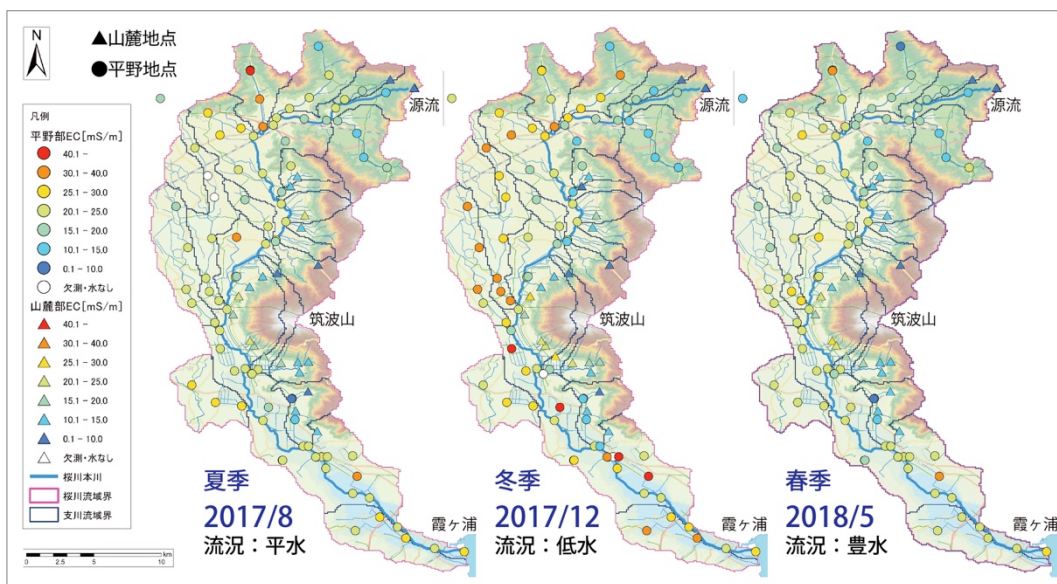 N
▲山麓地点
●平野地点
凡例
平野部EC[mS/m]
40.1 -
30.1 - 40.0
25.1 - 30.0
20.1 - 25.0
15.1 - 20.0
10.1 - 15.0
0.1 - 10.0
欠測・水なし
山麓部EC[mS/m]
40.1 -
30.1 - 40.0
25.1 - 30.0
20.1 - 25.0
15.1 - 20.0
10.1 - 15.0
0.1 - 10.0
欠測・水なし
桜川本川
桜川流域界
支川流域界
0 2.5 5 10
km
源流
筑波山
夏季
2017/8
流況：平水
霞ヶ浦
源流
筑波山
冬季
2017/12
流況：低水
霞ヶ浦
源流
筑波山
春季
2018/5
流況：豊水
霞ヶ浦